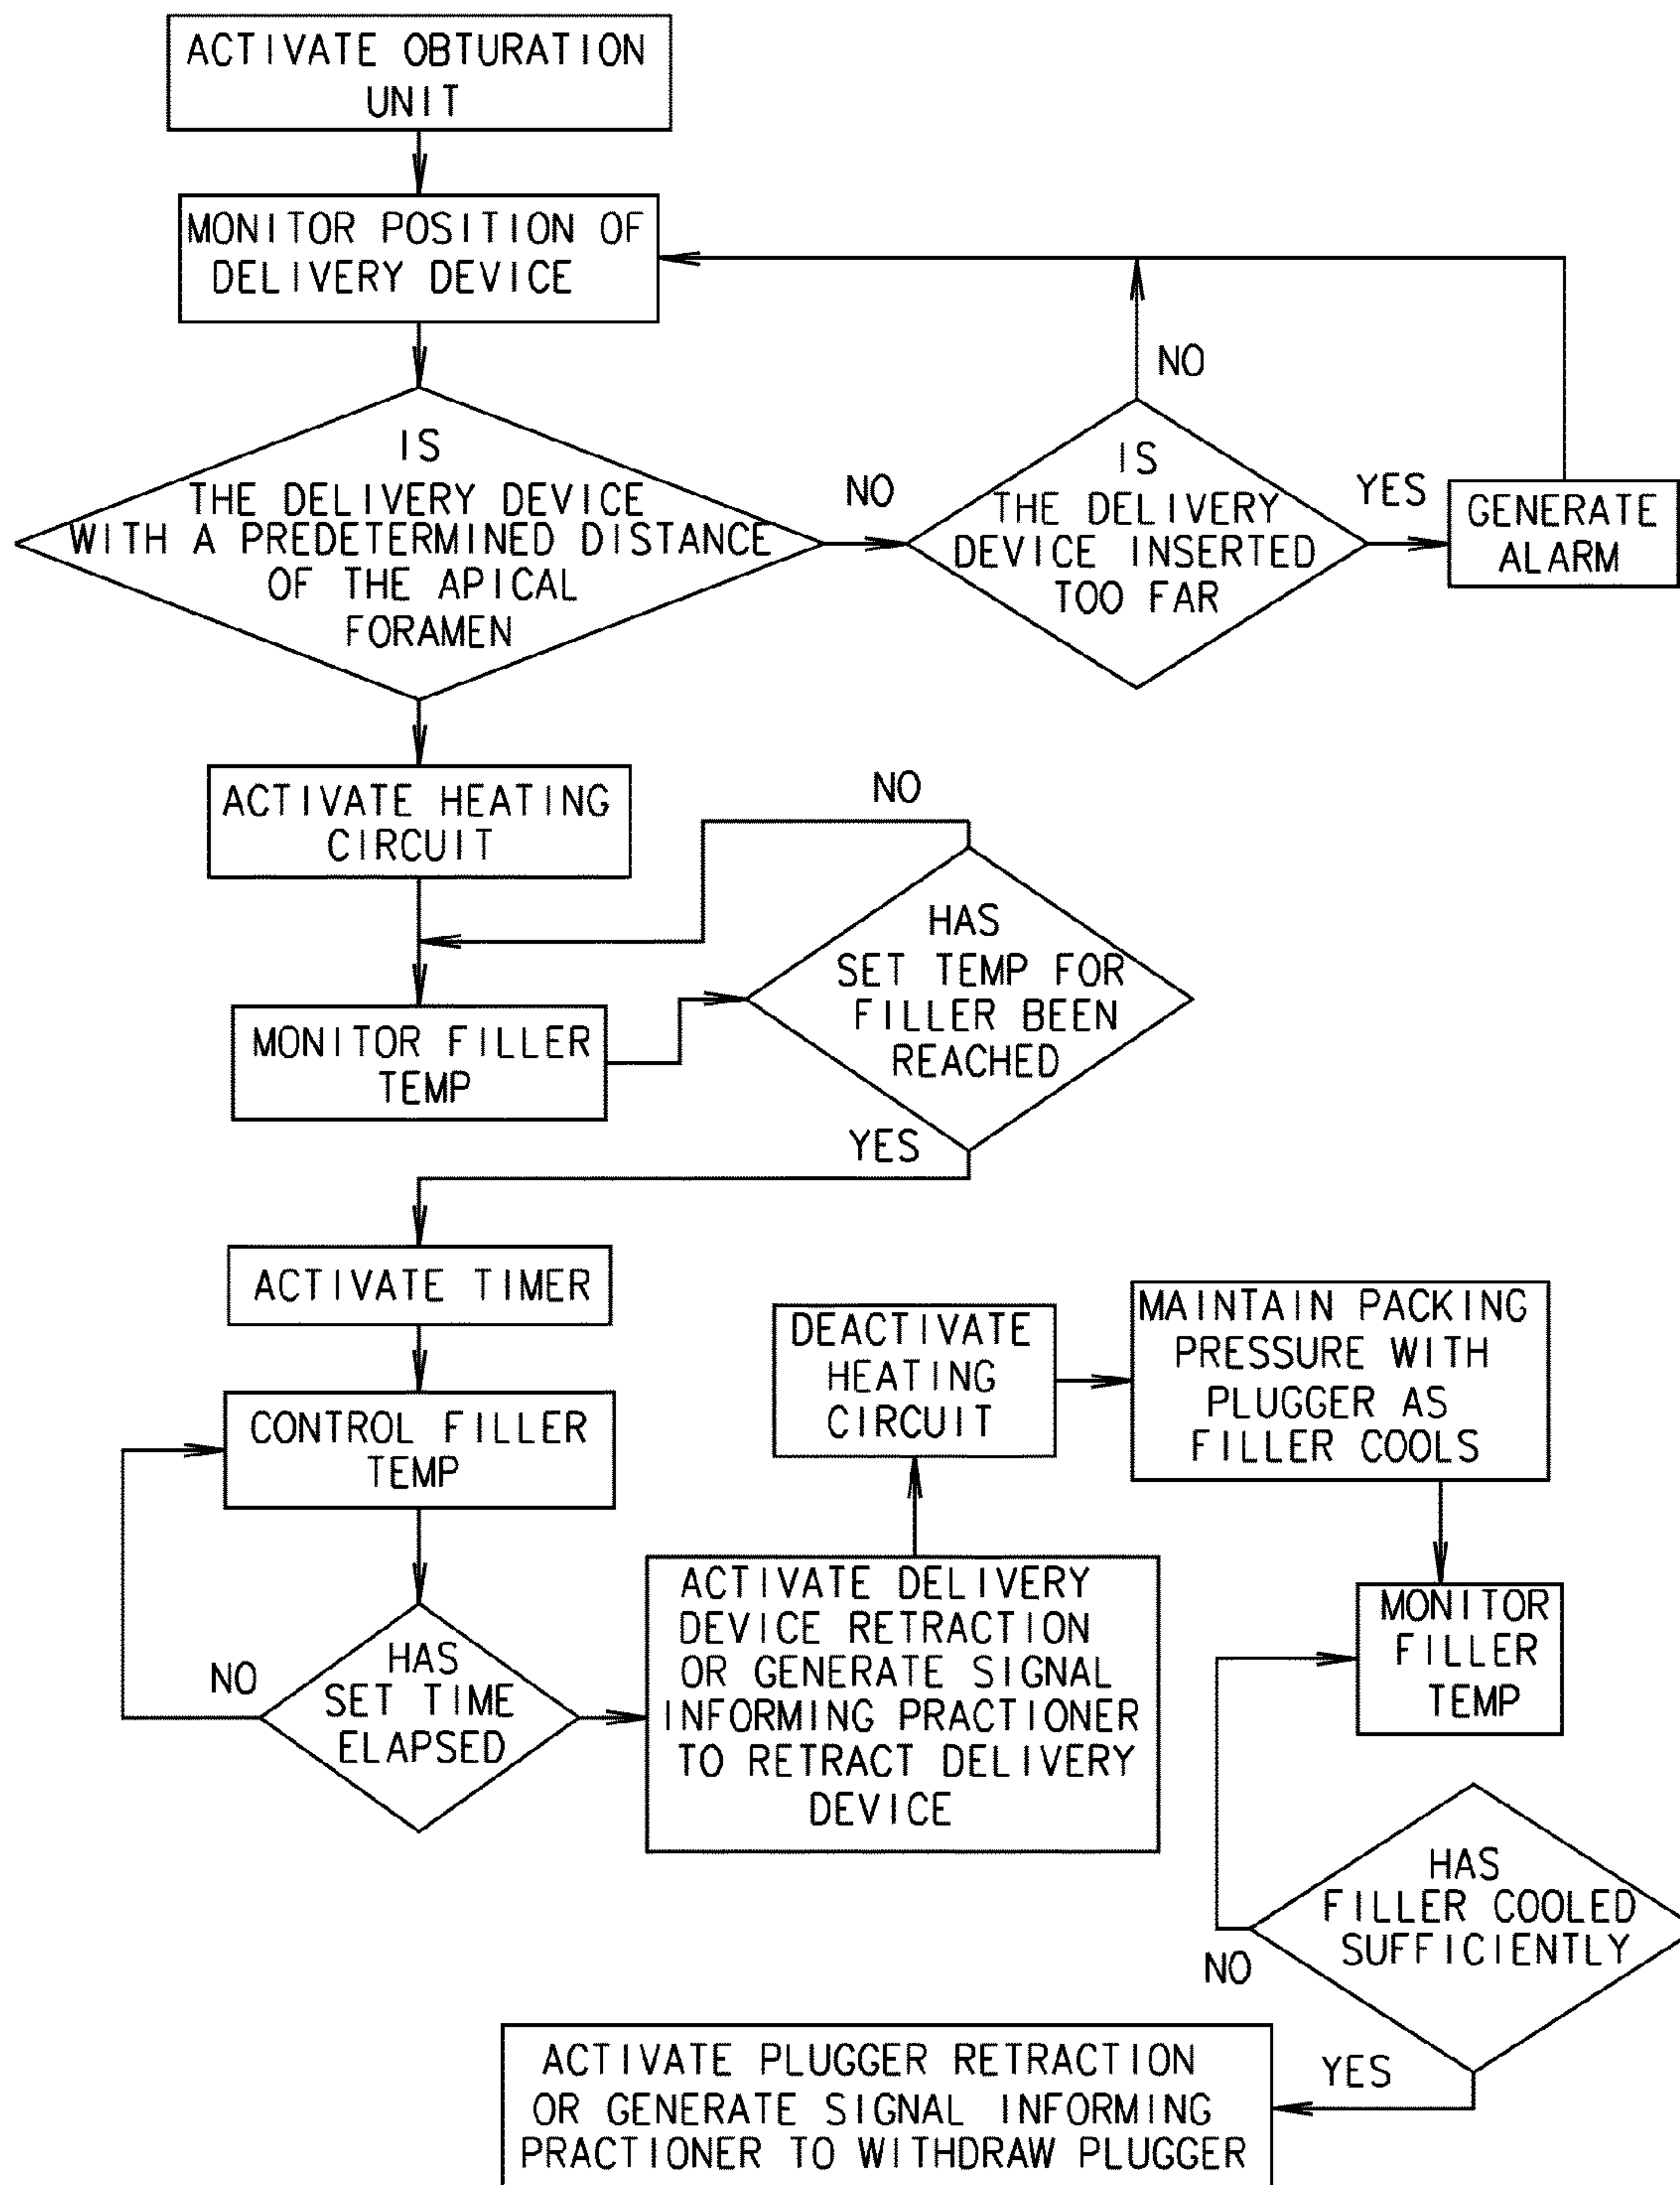 ACTIVATE OBTURATION
UNIT
MONITOR POSITION OF
DELIVERY DEVICE
NO
IS
THE DELIVERY DEVICE
WITH A PREDETERMINED DISTANCE
OF THE APICAL
FORAMEN
NO
IS
THE DELIVERY
DEVICE INSERTED
TOO FAR
YES
GENERATE
ALARM
ACTIVATE HEATING
CIRCUIT
NO
MONITOR FILLER
TEMP
HAS
SET TEMP FOR
FILLER BEEN
REACHED
YES
ACTIVATE TIMER
CONTROL FILLER
TEMP
NO
HAS
SET TIME
ELAPSED
ACTIVATE DELIVERY
DEVICE RETRACTION
OR GENERATE SIGNAL
INFORMING PRACTIONER
TO RETRACT DELIVERY
DEVICE
DEACTIVATE
HEATING
CIRCUIT
MAINTAIN PACKING
PRESSURE WITH
PLUGGER AS
FILLER COOLS
MONITOR
FILLER
TEMP
HAS
FILLER COOLED
SUFFICIENTLY
NO
YES
ACTIVATE PLUGGER RETRACTION
OR GENERATE SIGNAL INFORMING
PRACTIONER TO WITHDRAW PLUGGER